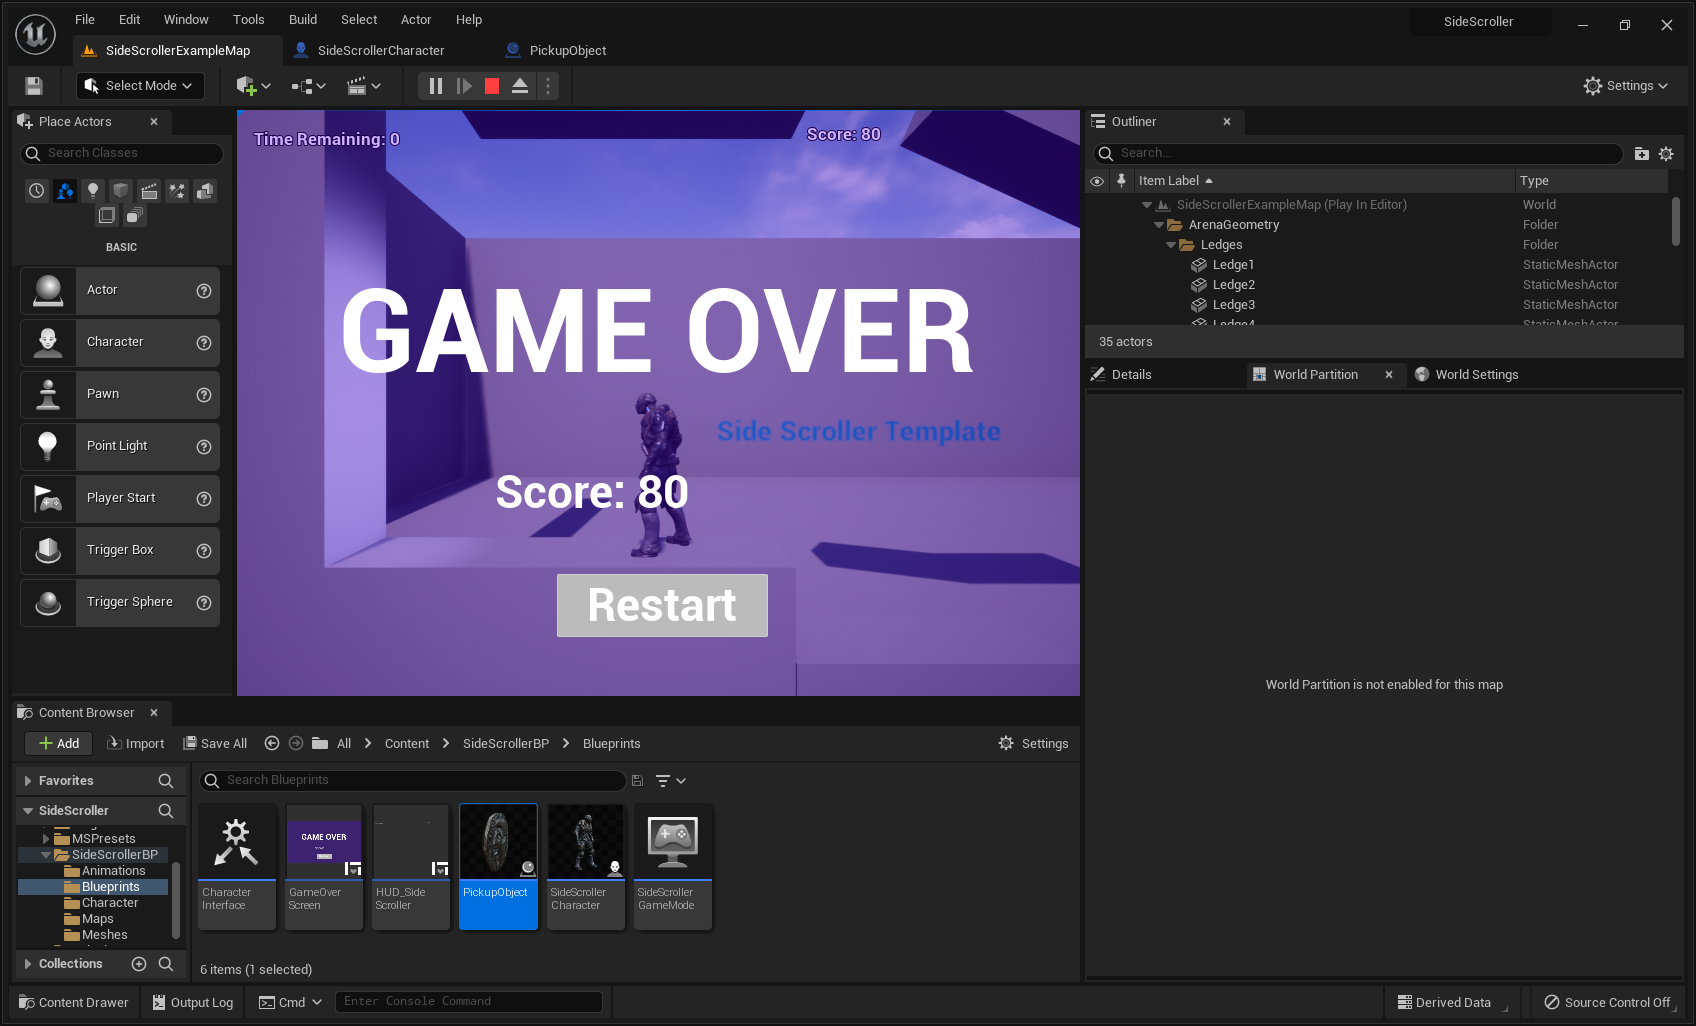 File Edit Window Tools Build Select Actor Help
SideScroller
SideScrollerExampleMap SideScrollerCharacter PickupObject
Select Mode
Settings
Place Actors
Search Classes
BASIC
Actor
Character
Pawn
Point Light
Player Start
Trigger Box
Trigger Sphere
Time Remaining: 0
Score: 80
GAME OVER
Side Scroller Template
Score: 80
Restart
Outliner
Search...
Item Label Type
SideScrollerExampleMap (Play In Editor) World
ArenaGeometry Folder
Ledges Folder
Ledge1 StaticMeshActor
Ledge2 StaticMeshActor
Ledge3 StaticMeshActor
Ledge4 StaticMeshActor
35 actors
Details World Partition World Settings
World Partition is not enabled for this map
Content Browser
Add Import Save All All Content SideScrollerBP Blueprints Settings
Favorites
SideScroller
MSPresets
SideScrollerBP
Animations
Blueprints
Character
Maps
Meshes
Collections
Search Blueprints
GAME OVER
Character
Interface
GameOver
Screen
HUD_Side
Scroller
PickupObject
SideScroller
Character
SideScroller
GameMode
6 items (1 selected)
Content Drawer Output Log Cmd Enter Console Command Derived Data Source Control Off